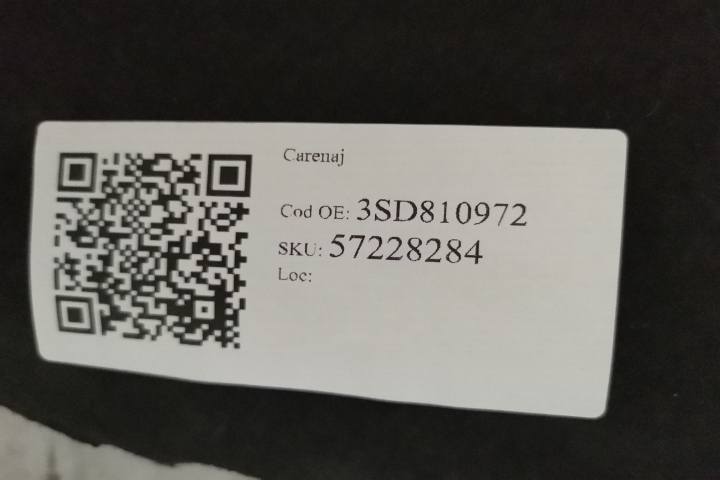 Carenaj
Cod OE: 3SD810972
SKU: 57228284
Loc: